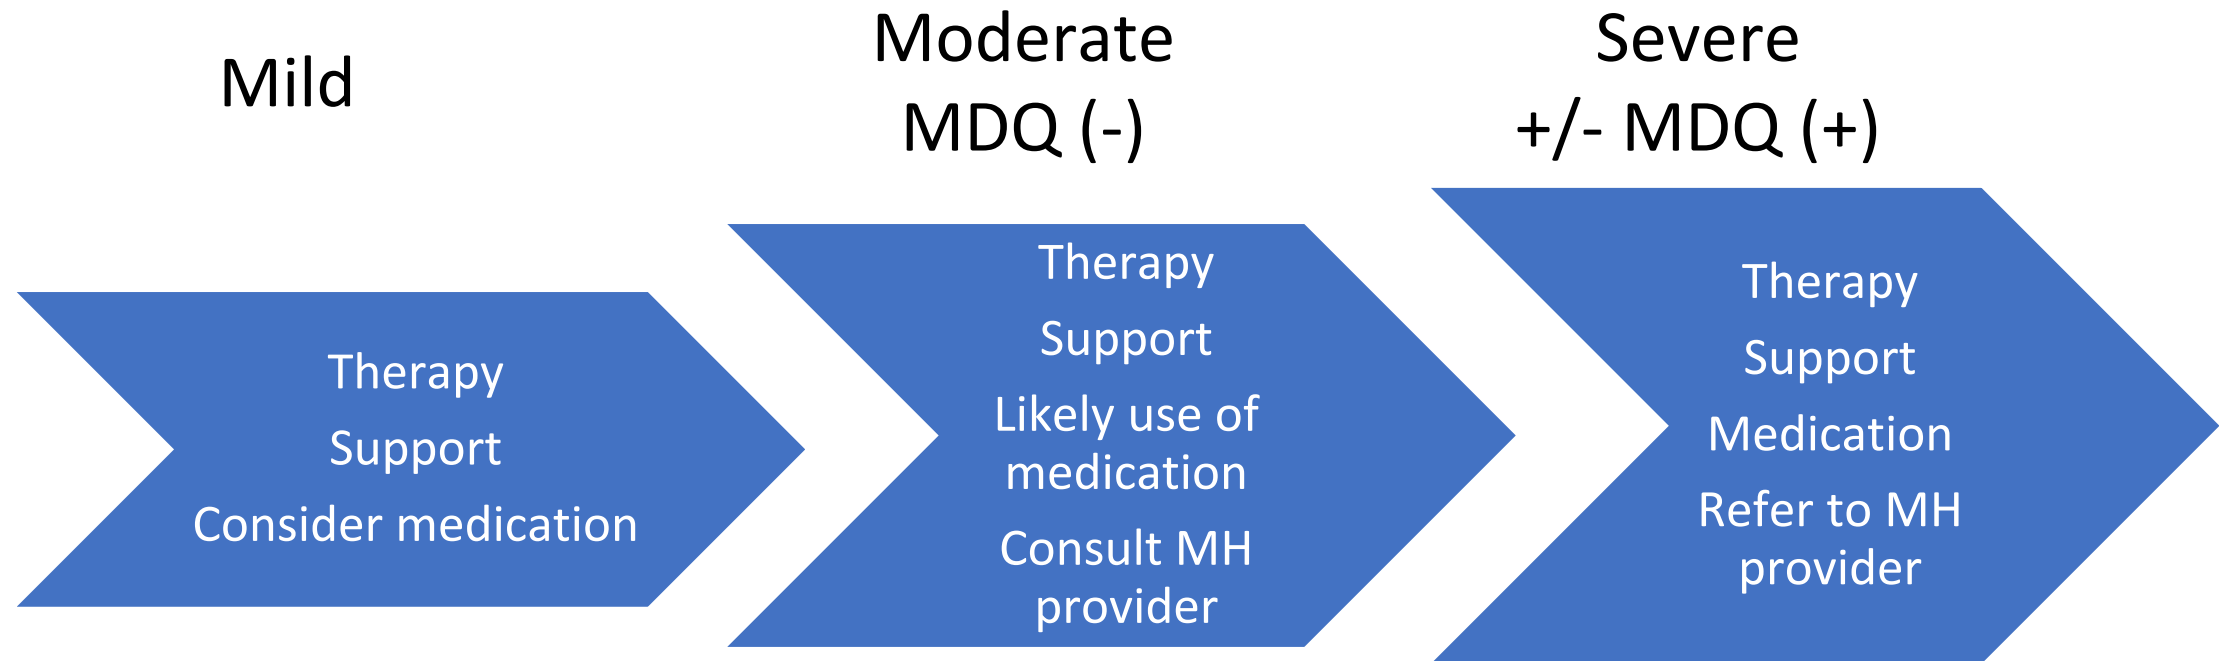 Mild
Therapy
Support
Consider medication
Moderate
MDQ (-)
Therapy
Support
Likely use of
medication
Consult MH
provider
Severe
+/- MDQ (+)
Therapy
Support
Medication
Refer to MH
provider